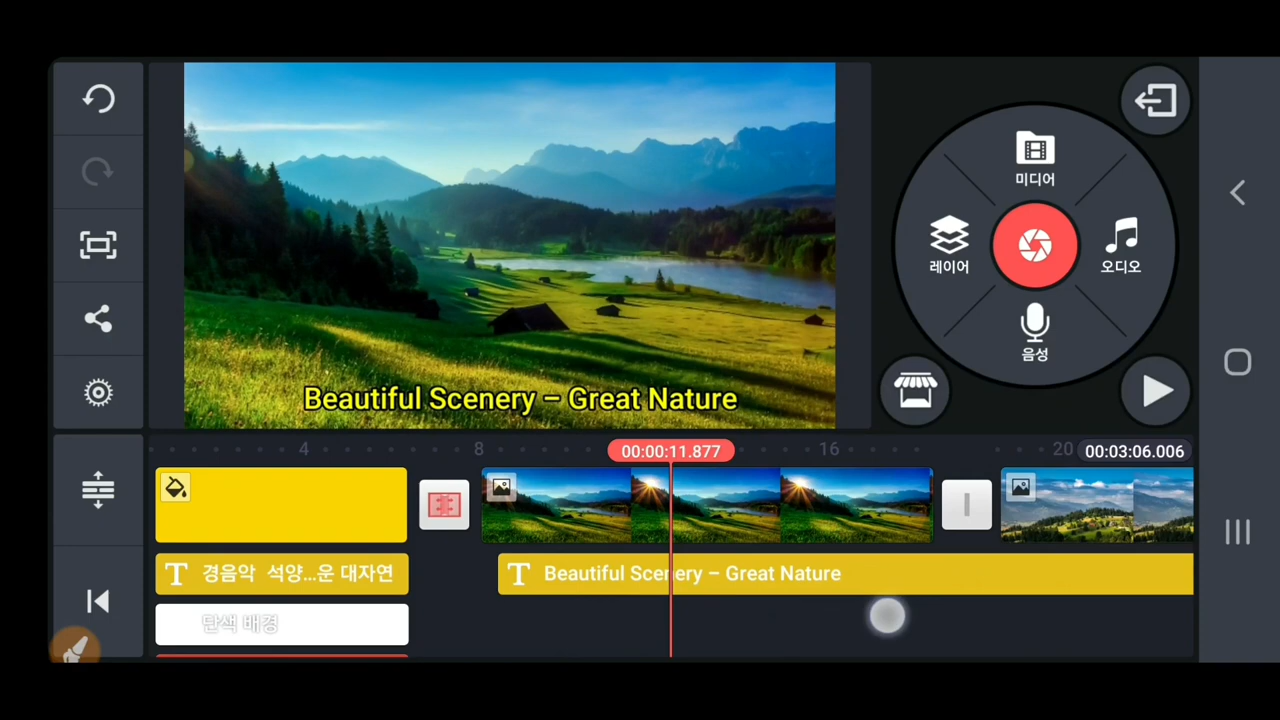 미디어
레이어
오디오
음성
Beautiful Scenery – Great Nature
4
8
00:00:11.877
16
20
00:03:06.006
경음악 석양...운 대자연
Beautiful Scenery – Great Nature
단색 배경